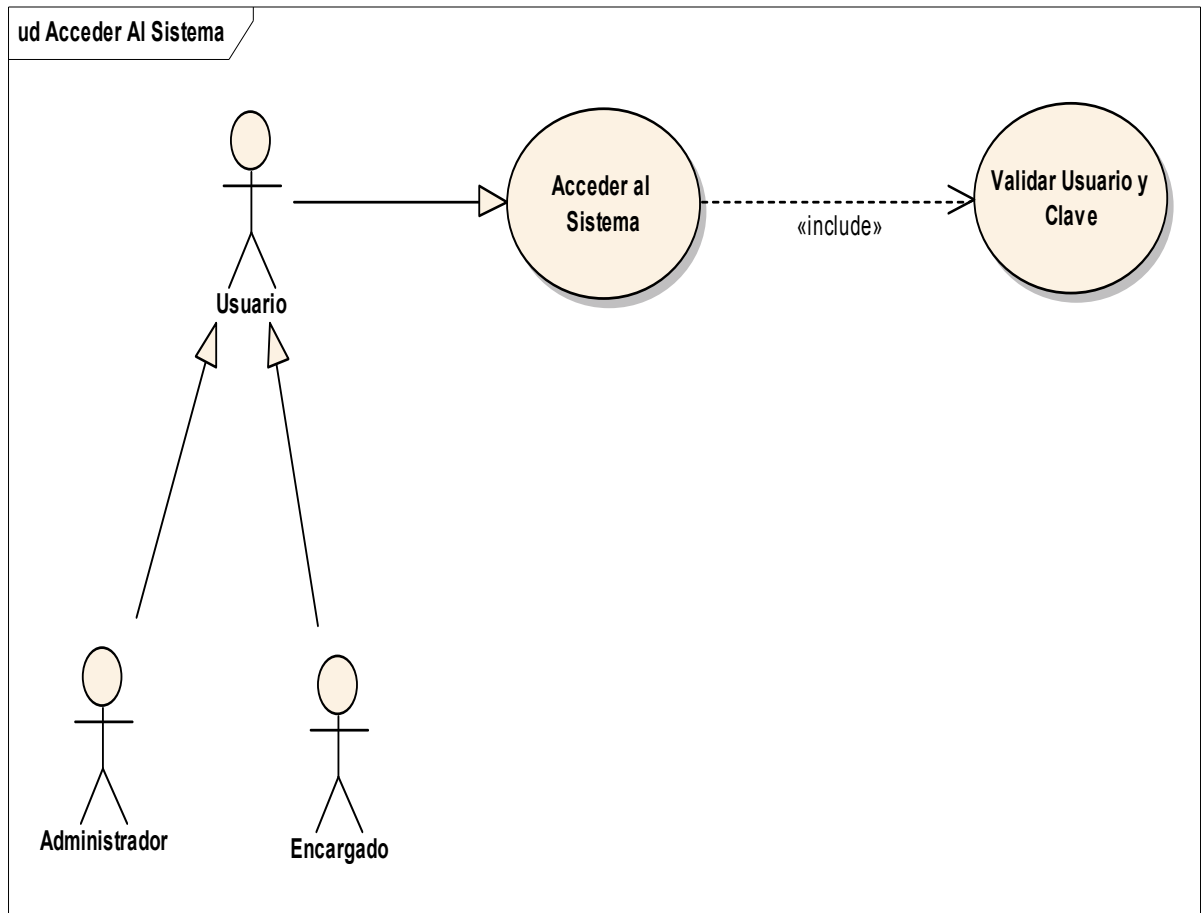 ud Acceder Al Sistema
Usuario
Acceder al
Sistema
«include»
Validar Usuario y
Clave
Administrador
Encargado